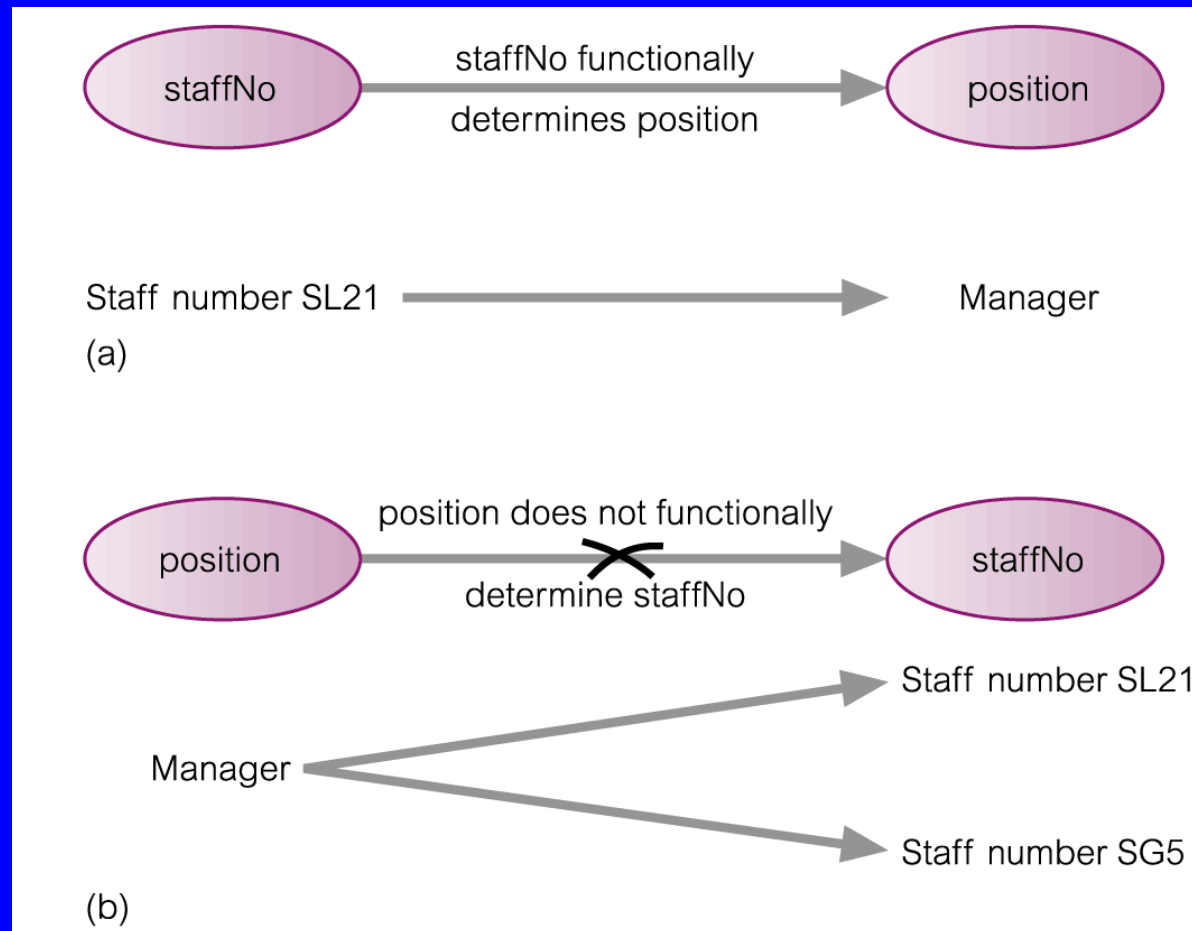 staffNo
staffNo functionally
determines position
position
Staff number SL21
Manager
(a)
position
position does not functionally
determine staffNo
staffNo
Staff number SL21
Manager
Staff number SG5
(b)